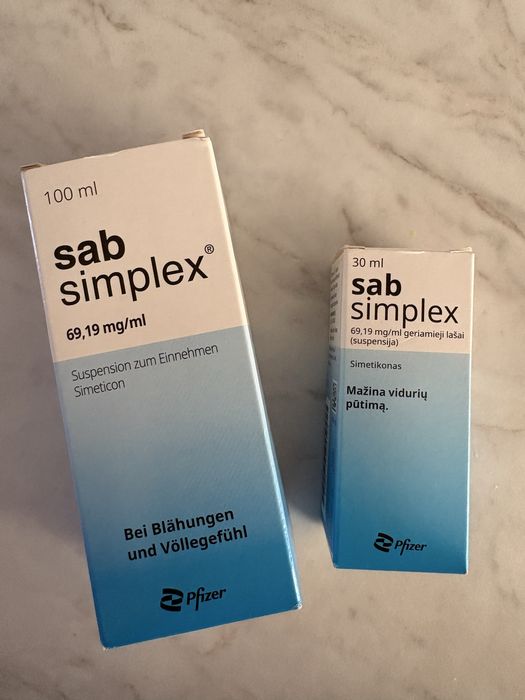 100 ml
sab
simplex®
69,19 mg/ml
Suspension zum Einnehmen
Simeticon
Bei Blähungen
und Völlegefühl
Pfizer
30 ml
sab
simplex
69,19 mg/ml geriamieji lašai
(suspensija)
Simetikonas
Mažina vidurių
pūtimą.
Pfizer